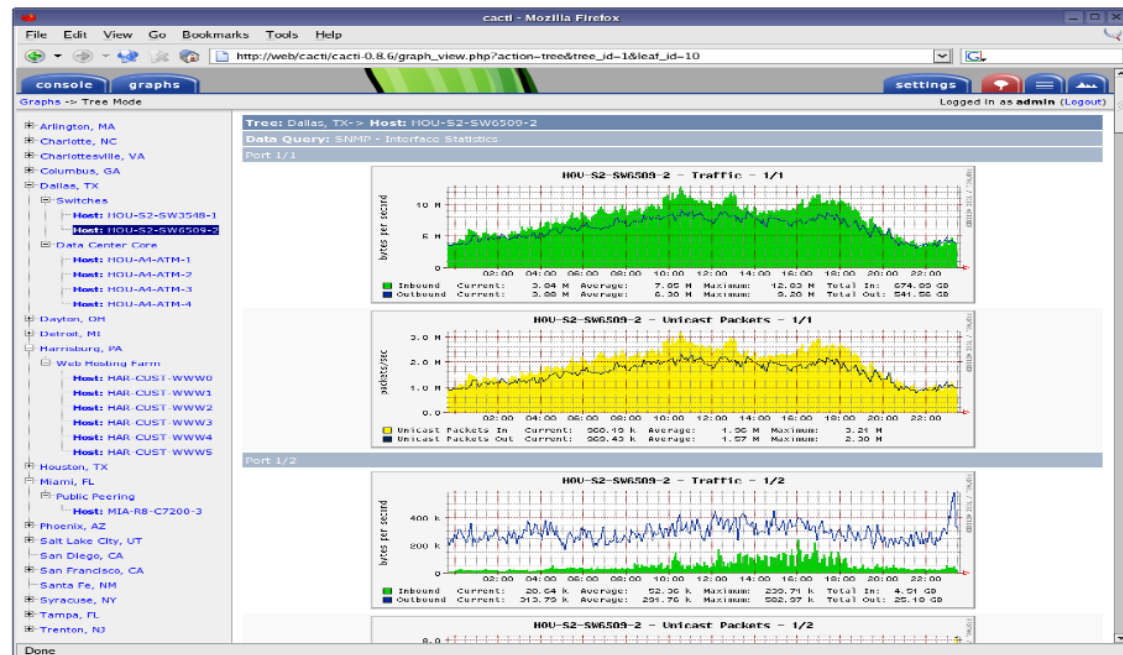 cacti - Mozilla Firefox
File Edit View Go Bookmarks Tools Help
http://web/cacti/cacti-0.8.6/graph_view.php?action=tree&tree_id=1&leaf_id=10
console graphs settings
Graphs -> Tree Mode
Logged in as admin (Logout)
Arlington, MA
Charlotte, NC
Charlottesville, VA
Columbus, GA
Dallas, TX
Switches
Host: HOU-S2-SW3548-1
Host: HOU-S2-SW6509-2
Data Center Core
Host: HOU-A4-ATM-1
Host: HOU-A4-ATM-2
Host: HOU-A4-ATM-3
Host: HOU-A4-ATM-4
Dayton, OH
Detroit, MI
Harrisburg, PA
Web Hosting Farm
Host: HAR-CUST-WWW0
Host: HAR-CUST-WWW1
Host: HAR-CUST-WWW2
Host: HAR-CUST-WWW3
Host: HAR-CUST-WWW4
Host: HAR-CUST-WWW5
Houston, TX
Miami, FL
Public Peering
Host: MIA-R8-C7200-3
Phoenix, AZ
Salt Lake City, UT
San Diego, CA
San Francisco, CA
Santa Fe, NM
Syracuse, NY
Tampa, FL
Trenton, NJ
Tree: Dallas, TX-> Host: HOU-S2-SW6509-2
Data Query: SNMP - Interface Statistics
Port 1/1
HOU-S2-SW6509-2 - Traffic - 1/1
bytes per second
10 M
5 M
0
02:00 04:00 06:00 08:00 10:00 12:00 14:00 16:00 18:00 20:00 22:00
Inbound Current: 3.84 M Average: 7.85 M Maximum: 12.83 M Total In: 674.89 GB
Outbound Current: 3.88 M Average: 6.30 M Maximum: 9.20 M Total Out: 541.56 GB
HOU-S2-SW6509-2 - Unicast Packets - 1/1
packets/sec
3.0 M
2.0 M
1.0 M
0.0
02:00 04:00 06:00 08:00 10:00 12:00 14:00 16:00 18:00 20:00 22:00
Unicast Packets In Current: 960.19 k Average: 1.96 M Maximum: 3.21 M
Unicast Packets Out Current: 969.43 k Average: 1.57 M Maximum: 2.30 M
Port 1/2
HOU-S2-SW6509-2 - Traffic - 1/2
bytes per second
400 k
200 k
0
02:00 04:00 06:00 08:00 10:00 12:00 14:00 16:00 18:00 20:00 22:00
Inbound Current: 20.64 k Average: 52.36 k Maximum: 239.71 k Total In: 4.51 GB
Outbound Current: 313.79 k Average: 291.76 k Maximum: 582.97 k Total Out: 25.10 GB
HOU-S2-SW6509-2 - Unicast Packets - 1/2
8.0
Done